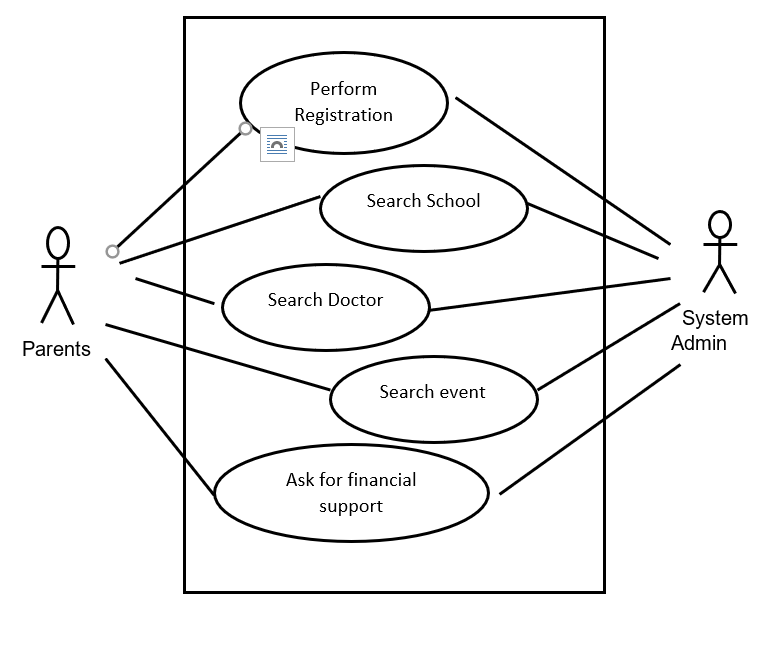 Perform
Registration
Search School
Search Doctor
Parents
System
Admin
Search event
Ask for financial
support